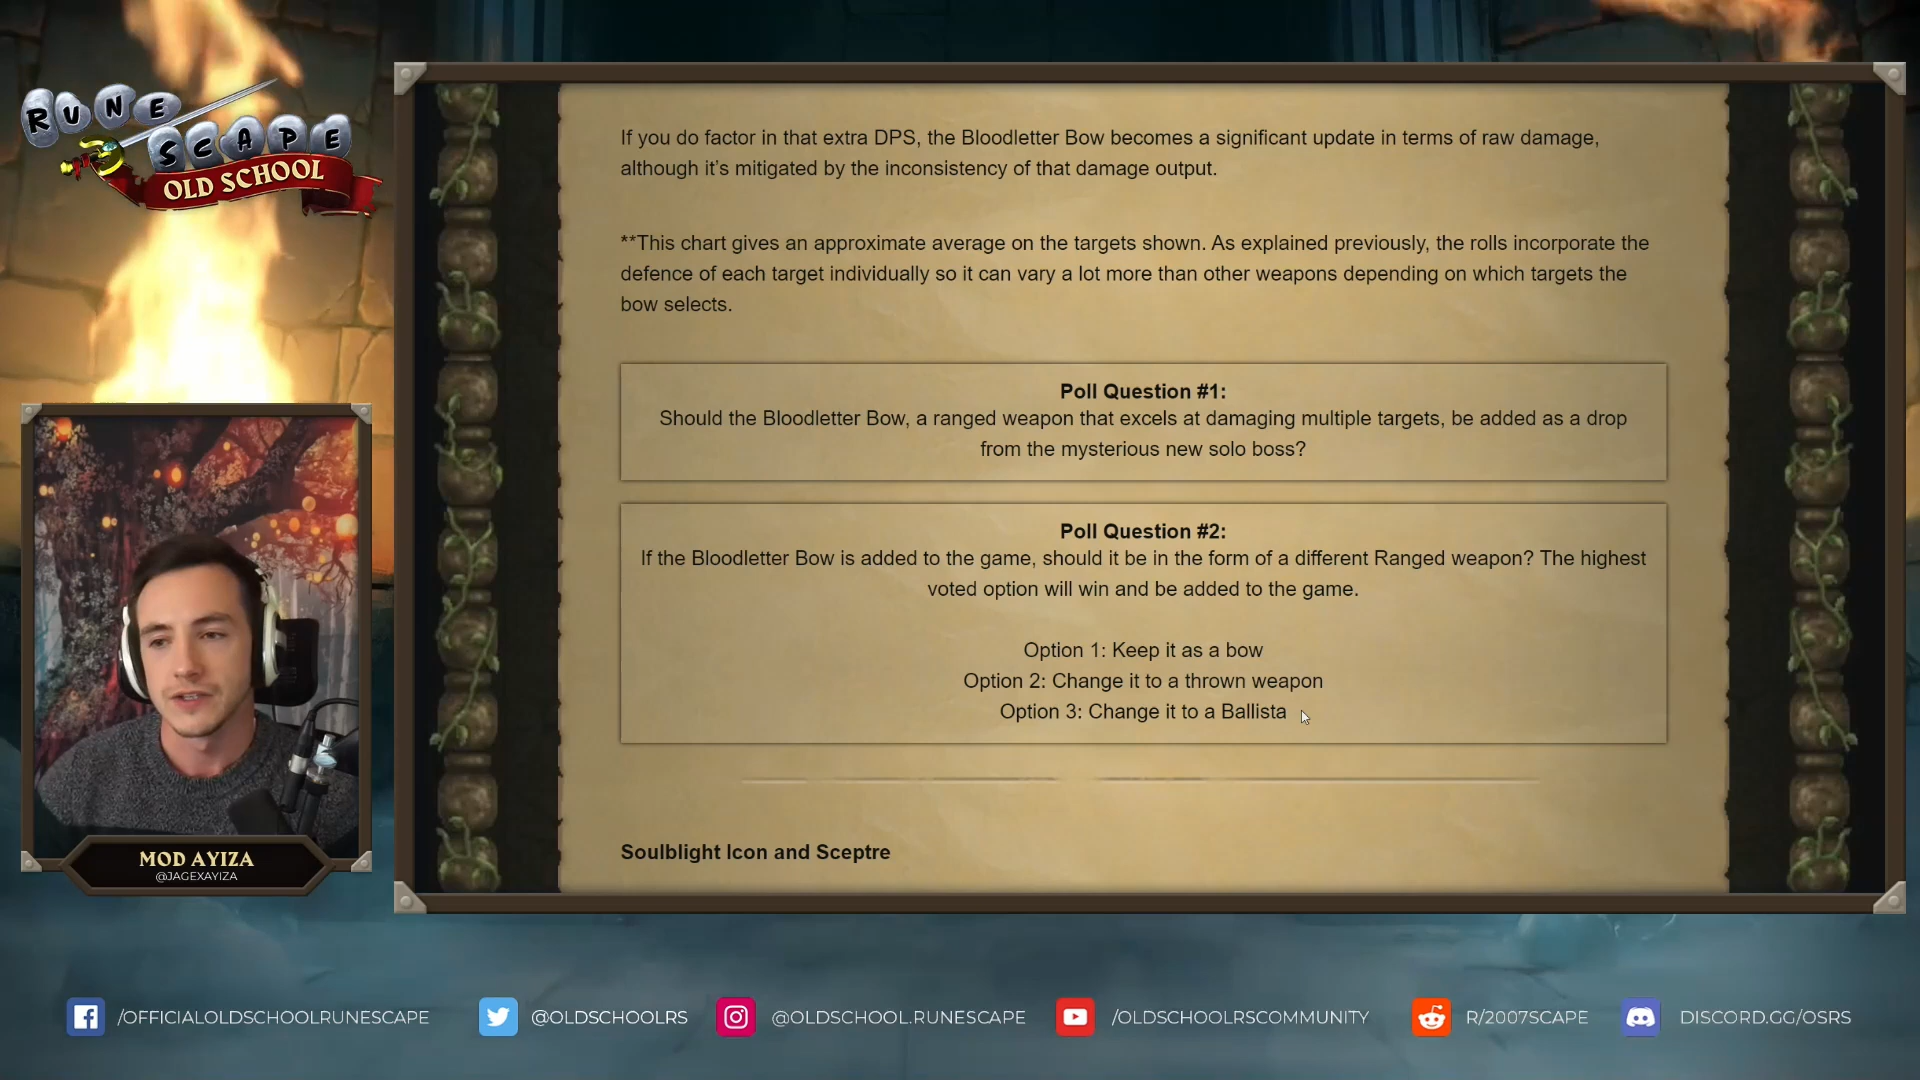 RUNE
SCAPE
OLD SCHOOL
If you do factor in that extra DPS, the Bloodletter Bow becomes a significant update in terms of raw damage,
although it’s mitigated by the inconsistency of that damage output.
**This chart gives an approximate average on the targets shown. As explained previously, the rolls incorporate the
defence of each target individually so it can vary a lot more than other weapons depending on which targets the
bow selects.
Poll Question #1:
Should the Bloodletter Bow, a ranged weapon that excels at damaging multiple targets, be added as a drop
from the mysterious new solo boss?
Poll Question #2:
If the Bloodletter Bow is added to the game, should it be in the form of a different Ranged weapon? The highest
voted option will win and be added to the game.
Option 1: Keep it as a bow
Option 2: Change it to a thrown weapon
Option 3: Change it to a Ballista
Soulblight Icon and Sceptre
MOD AYIZA
@JAGEXAYIZA
/OFFICIALOLDSCHOOLRUNESCAPE
@OLDSCHOOLRS
@OLDSCHOOL.RUNESCAPE
/OLDSCHOOLRSCOMMUNITY
R/2007SCAPE
DISCORD.GG/OSRS